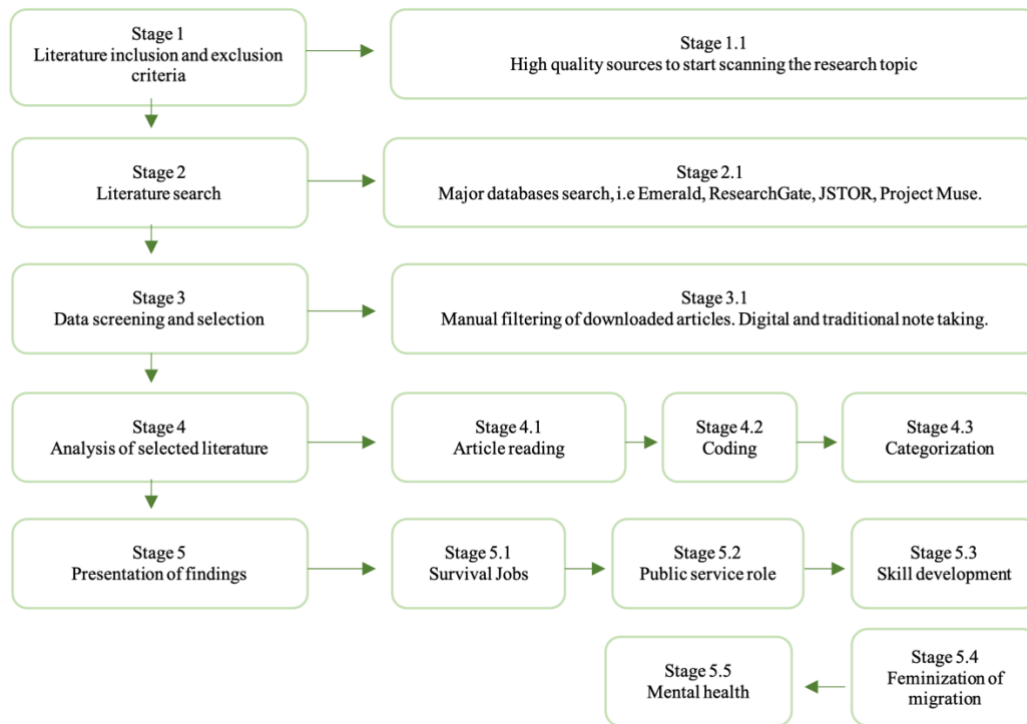 Stage 1
Literature inclusion and exclusion
criteria
Stage 1.1
High quality sources to start scanning the research topic
Stage 2
Literature search
Stage 2.1
Major databases search, i.e Emerald, ResearchGate, JSTOR, Project Muse.
Stage 3
Data screening and selection
Stage 3.1
Manual filtering of downloaded articles. Digital and traditional note taking.
Stage 4
Analysis of selected literature
Stage 4.1
Article reading
Stage 4.2
Coding
Stage 4.3
Categorization
Stage 5
Presentation of findings
Stage 5.1
Survival Jobs
Stage 5.2
Public service role
Stage 5.3
Skill development
Stage 5.4
Feminization of
migration
Stage 5.5
Mental health